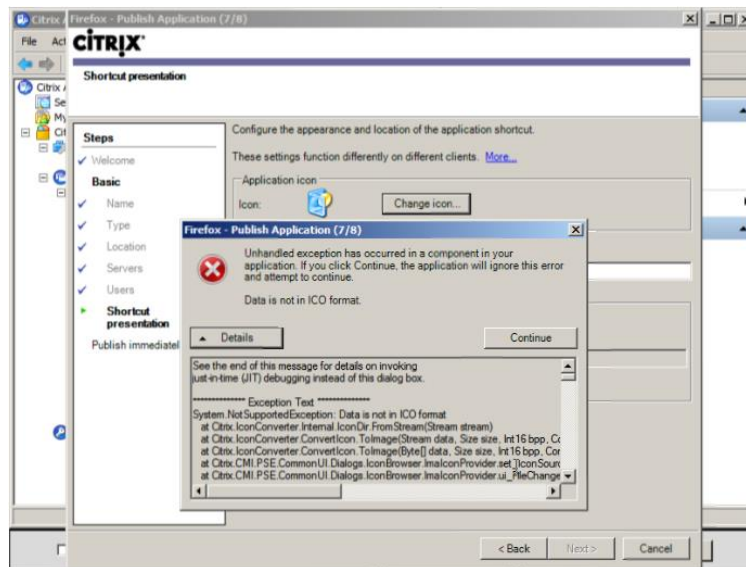 Citrix
Firefox - Publish Application (7/8)
File Act
CİTRIX
Shortcut presentation
Citrix
Se
My
Cit
Steps
Welcome
Basic
Name
Type
Location
Servers
Users
Shortcut
presentation
Publish immediatel
Configure the appearance and location of the application shortcut.
These settings function differently on different clients. More...
Application icon
Icon:
Change icon...
Firefox - Publish Application (7/8)
Unhandled exception has occurred in a component in your
application. If you click Continue, the application will ignore this error
and attempt to continue.
Data is not in ICO format.
Details
Continue
See the end of this message for details on invoking
just-in-time (JIT) debugging instead of this dialog box.
************** Exception Text **************
System.NotSupportedException: Data is not in ICO format
at Citrix.IconConverter.Internal.IconDir.FromStream(Stream stream)
at Citrix.IconConverter.ConvertIcon.ToImage(Stream data, Size size, Int16 bpp, Co
at Citrix.IconConverter.ConvertIcon.ToImage(Byte[] data, Size size, Int16 bpp, Cor
at Citrix.CMI.PSE.CommonUI.Dialogs.IconBrowser.ImaIconProvider.set_IconSourc
at Citrix.CMI.PSE.CommonUI.Dialogs.IconBrowser.ImaIconProvider.ui_FileChange
< Back
Next >
Cancel